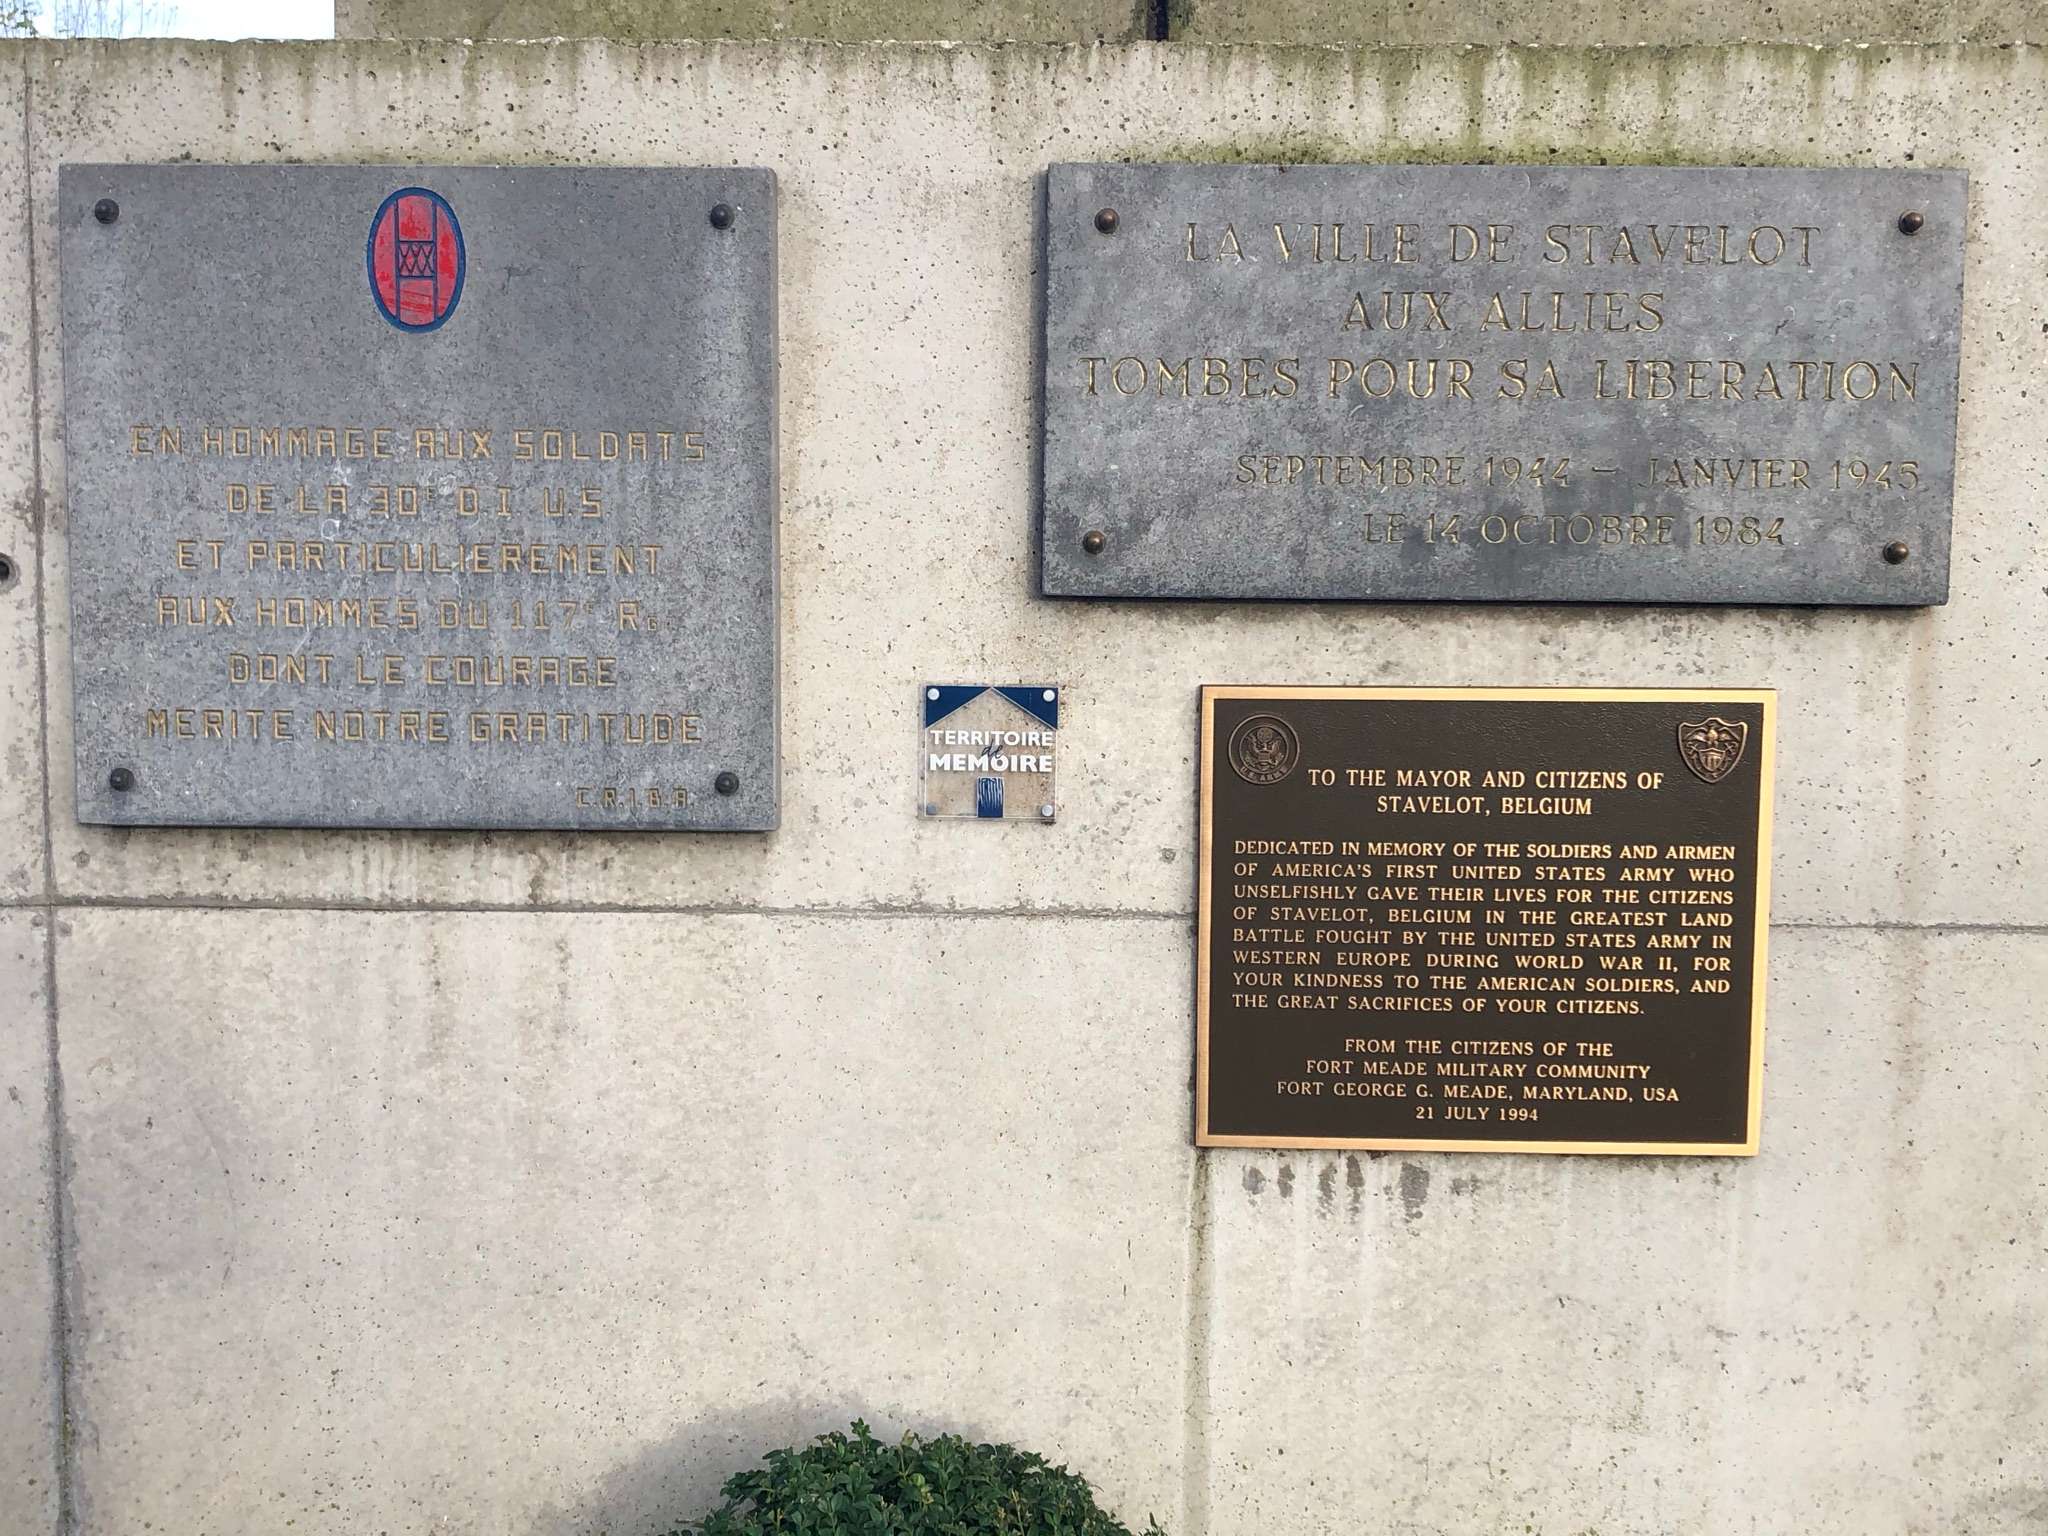 XXX
EN HOMMAGE AUX SOLDATS
DE LA 30E D.I. U.S
ET PARTICULIEREMENT
AUX HOMMES DU 117E RGT
DONT LE COURAGE
MERITE NOTRE GRATITUDE
C.R.I.B.A.
LA VILLE DE STAVELOT
AUX ALLIES
TOMBES POUR SA LIBERATION
SEPTEMBRE 1944 - JANVIER 1945
LE 14 OCTOBRE 1984
TERRITOIRE
de
MEMOIRE
U.S. ARMY
TO THE MAYOR AND CITIZENS OF
STAVELOT, BELGIUM
DEDICATED IN MEMORY OF THE SOLDIERS AND AIRMEN
OF AMERICA'S FIRST UNITED STATES ARMY WHO
UNSELFISHLY GAVE THEIR LIVES FOR THE CITIZENS
OF STAVELOT, BELGIUM IN THE GREATEST LAND
BATTLE FOUGHT BY THE UNITED STATES ARMY IN
WESTERN EUROPE DURING WORLD WAR II, FOR
YOUR KINDNESS TO THE AMERICAN SOLDIERS, AND
THE GREAT SACRIFICES OF YOUR CITIZENS.
FROM THE CITIZENS OF THE
FORT MEADE MILITARY COMMUNITY
FORT GEORGE G. MEADE, MARYLAND, USA
21 JULY 1994